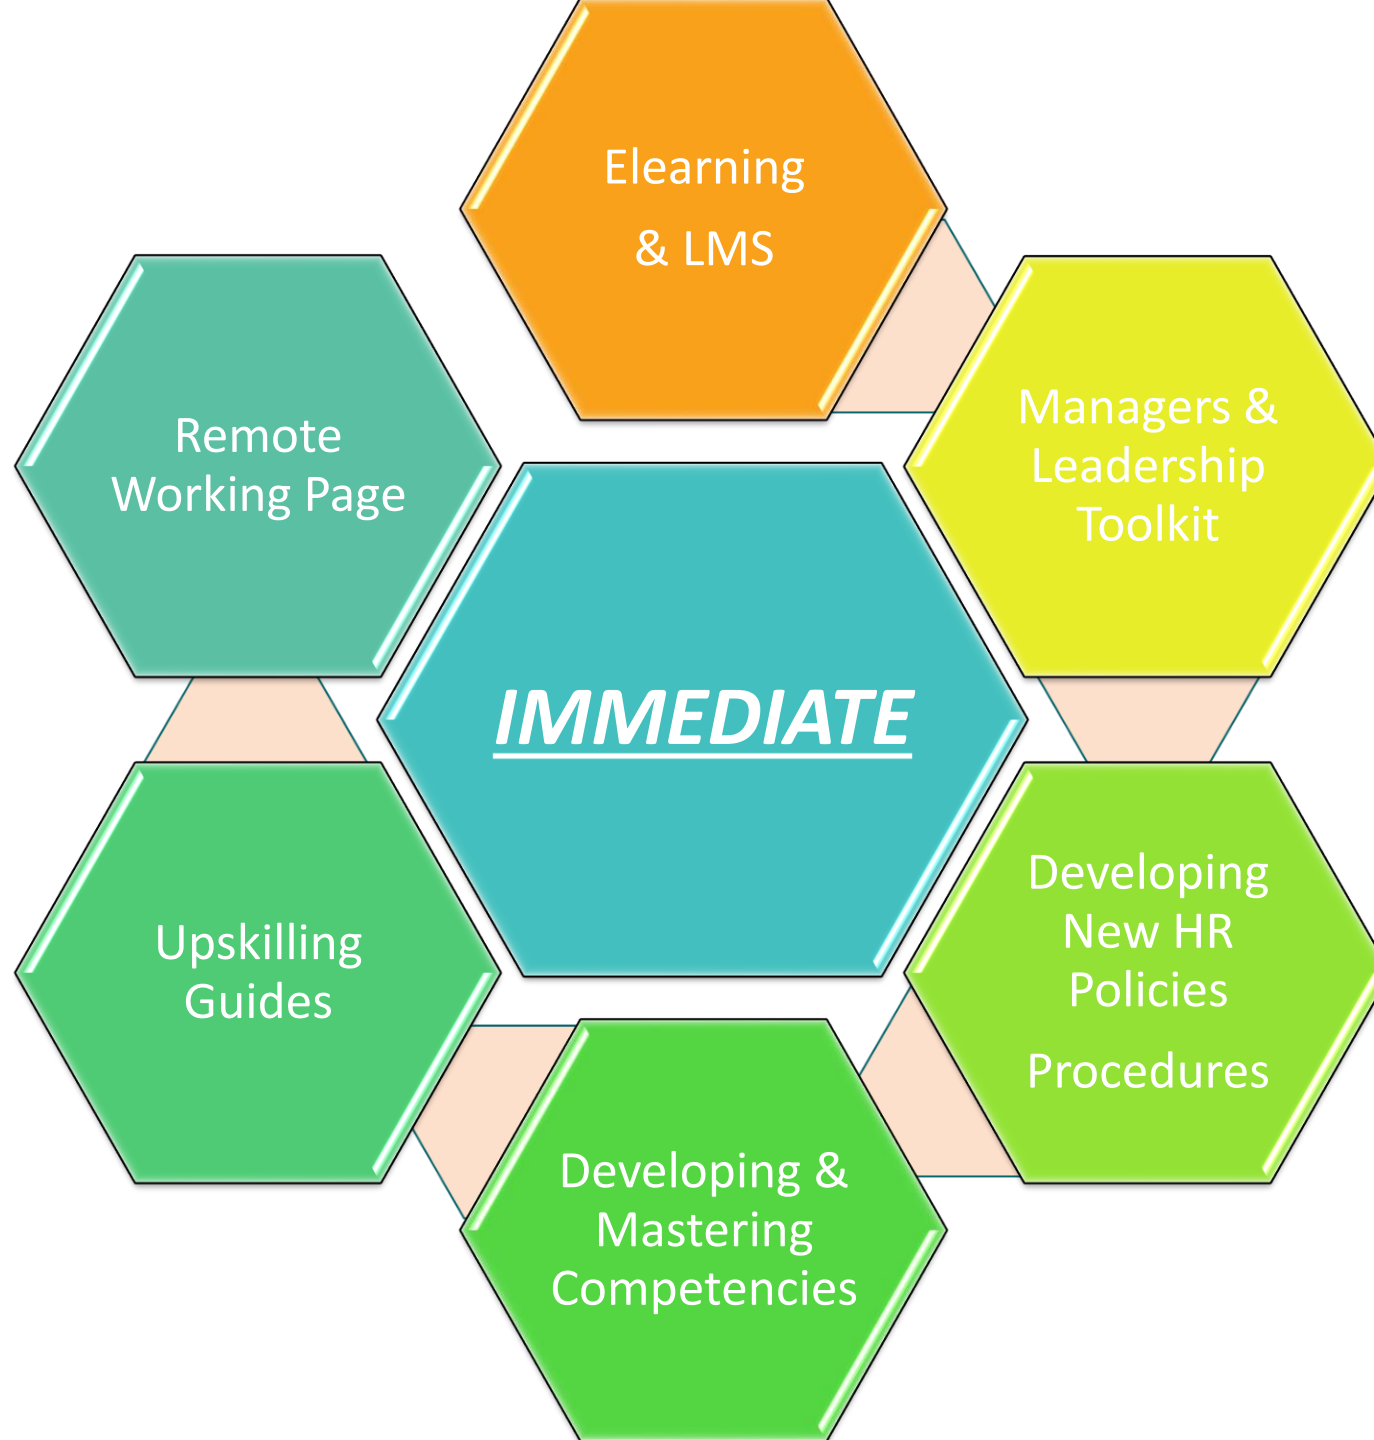 Elearning
& LMS
Managers &
Leadership
Toolkit
Developing
New HR
Policies
Procedures
Developing &
Mastering
Competencies
Upskilling
Guides
Remote
Working Page
IMMEDIATE